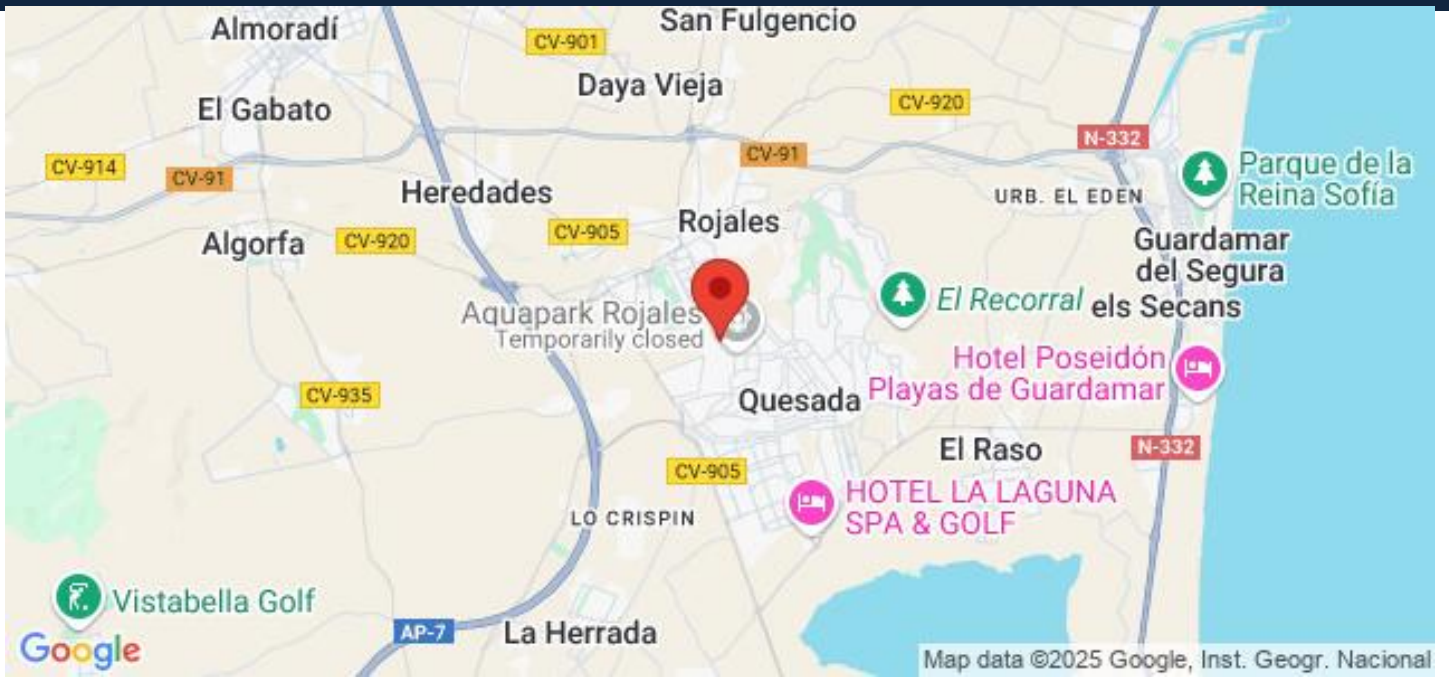 San Fulgencio
Almoradí
CV-901
Daya Vieja
El Gabato
CV-920
N-332
CV-914
CV-91
CV-91
Parque de la
Reina Sofía
Heredades
URB. EL EDEN
Rojales
CV-905
Algorfa
CV-920
Guardamar
del Segura
El Recorral
els Secans
Aquapark Rojales
Temporarily closed
Hotel Poseidón
Playas de Guardamar
CV-935
Quesada
El Raso
N-332
CV-905
HOTEL LA LAGUNA
SPA & GOLF
LO CRISPIN
Vistabella Golf
AP-7
La Herrada
Google
Map data ©2025 Google, Inst. Geogr. Nacional